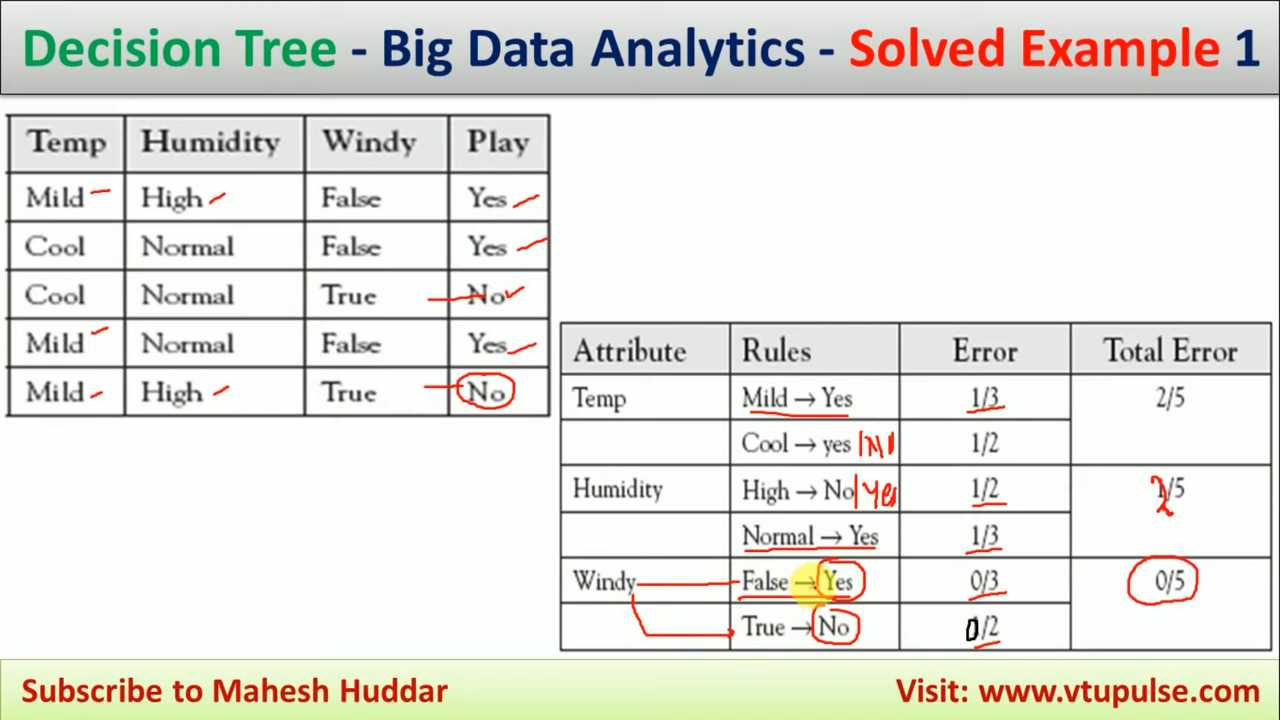 Decision Tree - Big Data Analytics - Solved Example 1
Temp Humidity Windy Play
Mild High False Yes
Cool Normal False Yes
Cool Normal True No
Mild Normal False Yes
Mild High True No
Attribute Rules Error Total Error
Temp Mild → Yes 1/3 2/5
Cool → yes |NO 1/2
Humidity High → No |Yes 1/2 2/5
Normal → Yes 1/3
Windy False → Yes 0/3 0/5
True → No 0/2
Subscribe to Mahesh Huddar
Visit: www.vtupulse.com